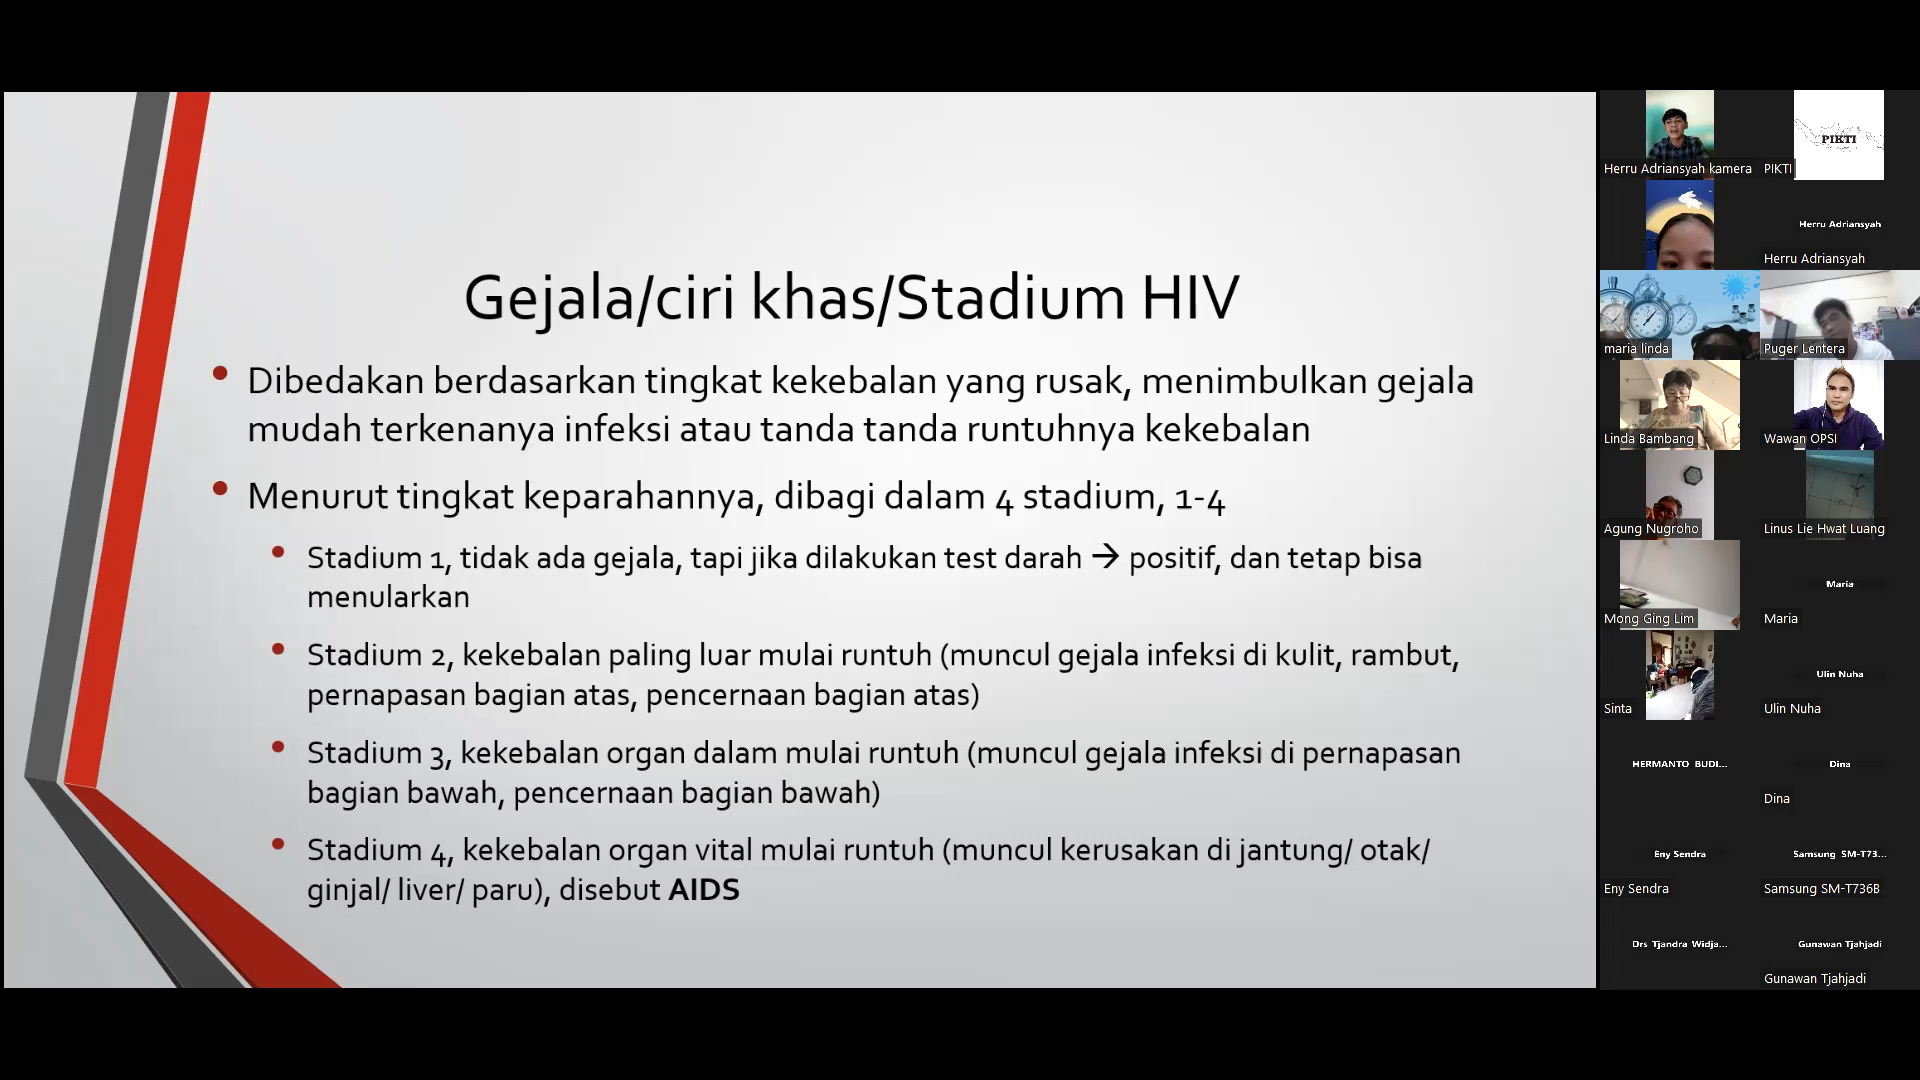 Gejala/ciri khas/Stadium HIV
Dibedakan berdasarkan tingkat kekebalan yang rusak, menimbulkan gejala
mudah terkenanya infeksi atau tanda tanda runtuhnya kekebalan
Menurut tingkat keparahannya, dibagi dalam 4 stadium, 1-4
Stadium 1, tidak ada gejala, tapi jika dilakukan test darah → positif, dan tetap bisa
menularkan
Stadium 2, kekebalan paling luar mulai runtuh (muncul gejala infeksi di kulit, rambut,
pernapasan bagian atas, pencernaan bagian atas)
Stadium 3, kekebalan organ dalam mulai runtuh (muncul gejala infeksi di pernapasan
bagian bawah, pencernaan bagian bawah)
Stadium 4, kekebalan organ vital mulai runtuh (muncul kerusakan di jantung/ otak/
ginjal/ liver/ paru), disebut AIDS
Herru Adriansyah kamera
PIKTI
PIKTI
Herru Adriansyah
Herru Adriansyah
maria linda
Puger Lentera
Linda Bambang
Wawan OPSI
Agung Nugroho
Linus Lie Hwat Luang
Mong Ging Lim
Maria
Maria
Sinta
Ulin Nuha
Ulin Nuha
HERMANTO BUDI...
Dina
Dina
Eny Sendra
Eny Sendra
Samsung SM-T73...
Samsung SM-T736B
Drs Tjandra Widja...
Gunawan Tjahjadi
Gunawan Tjahjadi